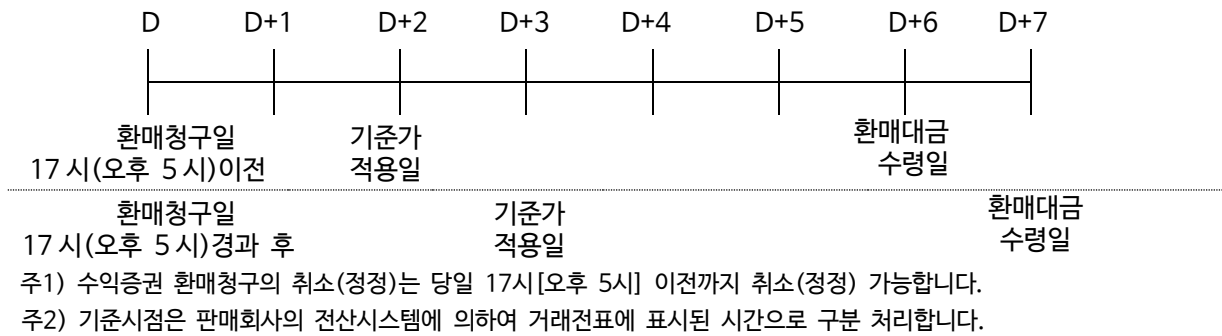 D D+1 D+2 D+3 D+4 D+5 D+6 D+7
환매청구일 기준가 환매대금
17시(오후 5시)이전 적용일 수령일
환매청구일 기준가 환매대금
17시(오후 5시)경과 후 적용일 수령일
주1) 수익증권 환매청구의 취소(정정)는 당일 17시[오후 5시] 이전까지 취소(정정) 가능합니다.
주2) 기준시점은 판매회사의 전산시스템에 의하여 거래전표에 표시된 시간으로 구분 처리합니다.